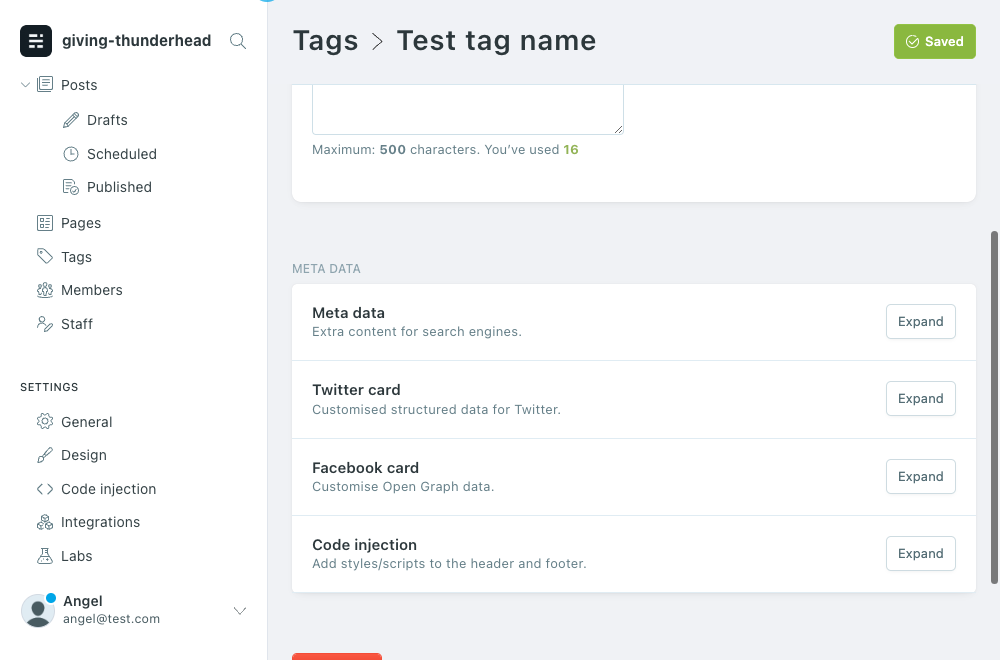 giving-thunderhead
Posts
Drafts
Scheduled
Published
Pages
Tags
Members
Staff
SETTINGS
General
Design
Code injection
Integrations
Labs
Angel
angel@test.com
Tags > Test tag name
Saved
Maximum: 500 characters. You’ve used 16
META DATA
Meta data
Extra content for search engines.
Expand
Twitter card
Customised structured data for Twitter.
Expand
Facebook card
Customise Open Graph data.
Expand
Code injection
Add styles/scripts to the header and footer.
Expand